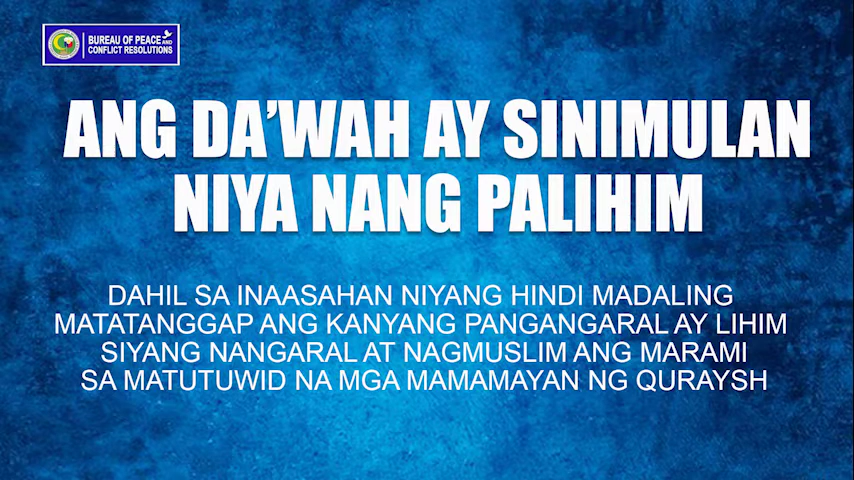 BUREAU OF PEACE AND
CONFLICT RESOLUTIONS
ANG DA'WAH AY SINIMULAN
NIYA NANG PALIHIM
DAHIL SA INAASAHAN NIYANG HINDI MADALING
MATATANGGAP ANG KANYANG PANGANGARAL AY LIHIM
SIYANG NANGARAL AT NAGMUSLIM ANG MARAMI
SA MATUTUWID NA MGA MAMAMAYAN NG QURAYSH